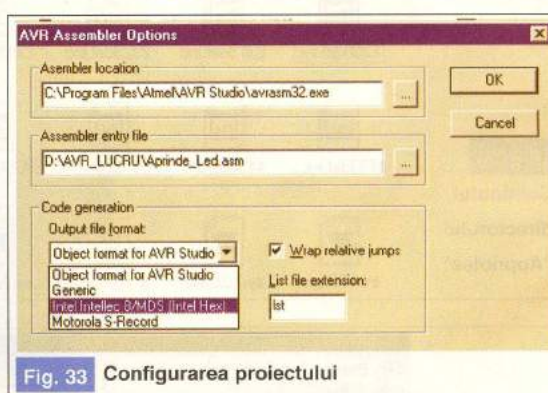 AVR Assembler Options
Asembler location
C:\Program Files\Atmel\AVR Studio\avrasm32.exe
...
OK
Cancel
Assembler entry file
D:\AVR_LUCRU\Aprinde_Led.asm
...
Code generation
Output file format:
Object format for AVR Studio
Wrap relative jumps
Object format for AVR Studio
Generic
Intel Intellec 8/MDS (Intel Hex)
Motorola S-Record
List file extension:
lst
Fig. 33 Configurarea proiectului